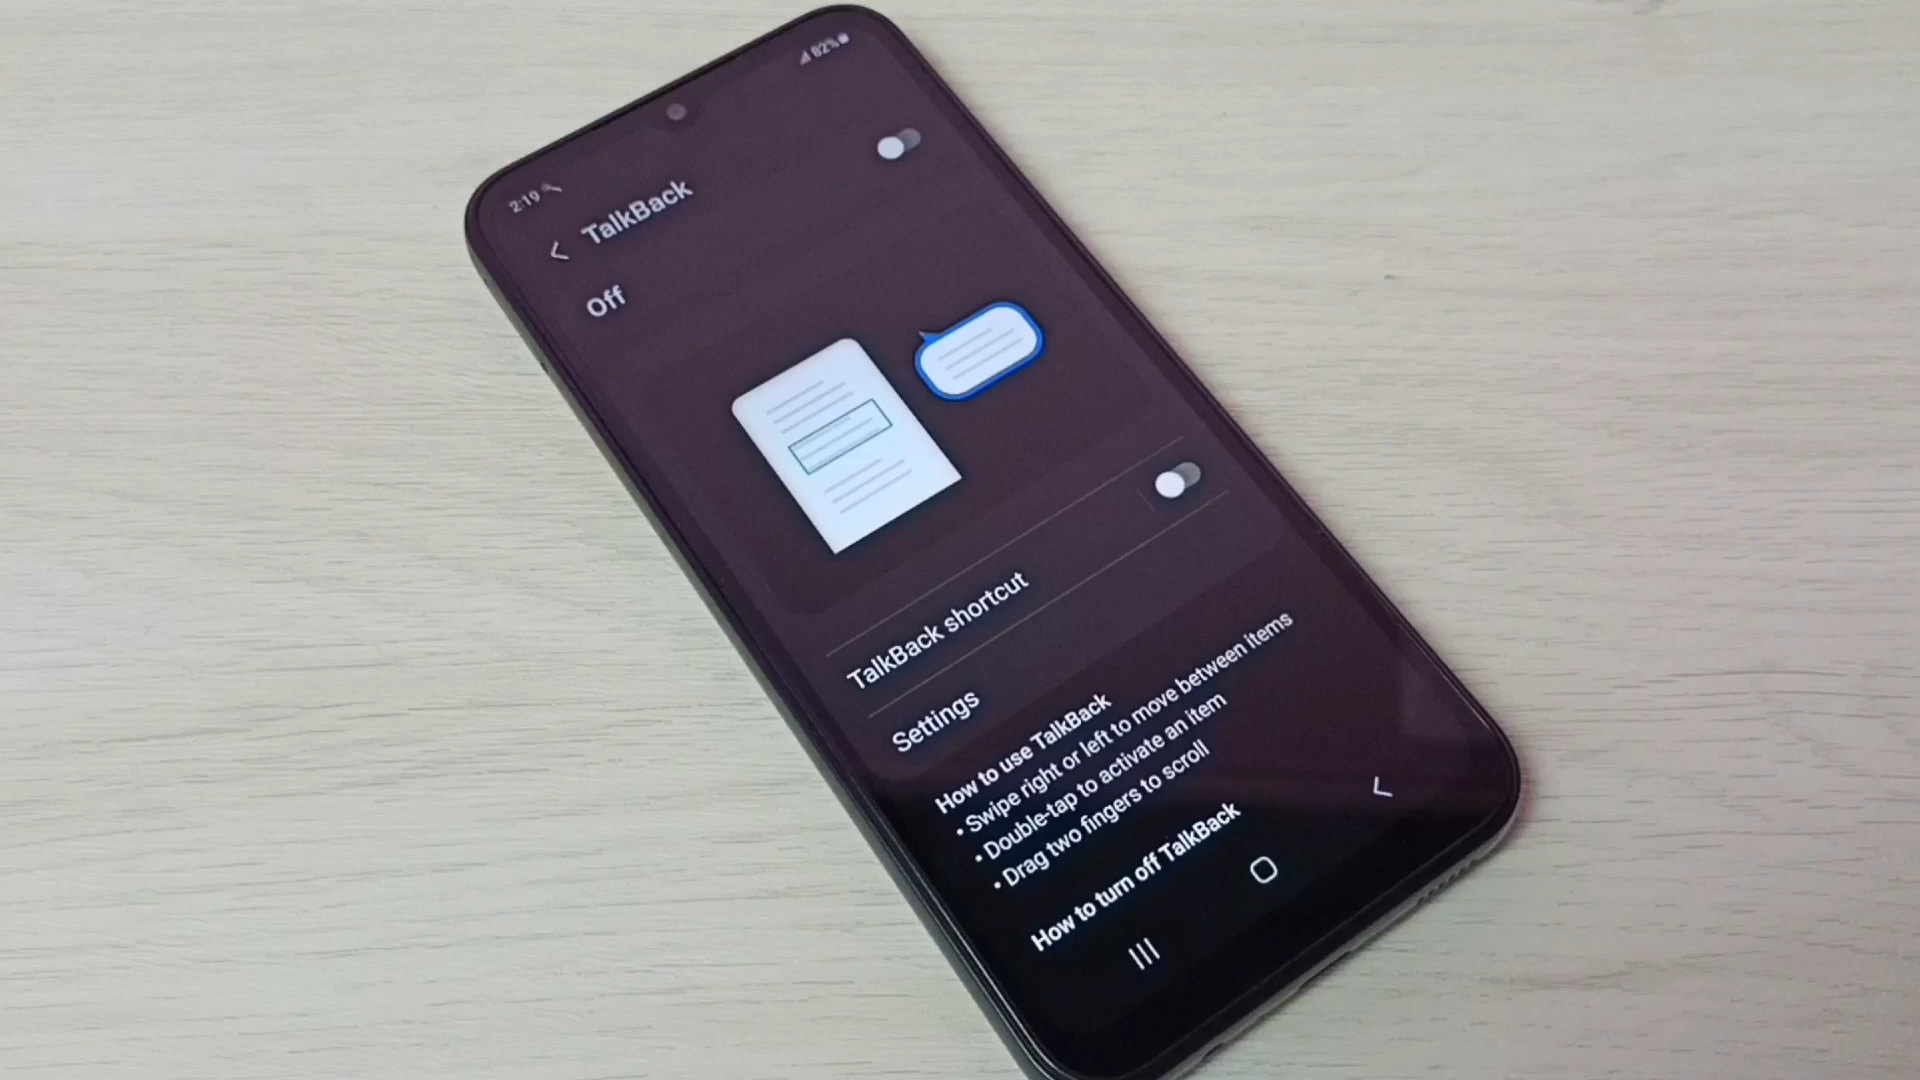 2:19
82%
TalkBack
Off
TalkBack shortcut
Settings
How to use TalkBack
• Swipe right or left to move between items
• Double-tap to activate an item
• Drag two fingers to scroll
How to turn off TalkBack